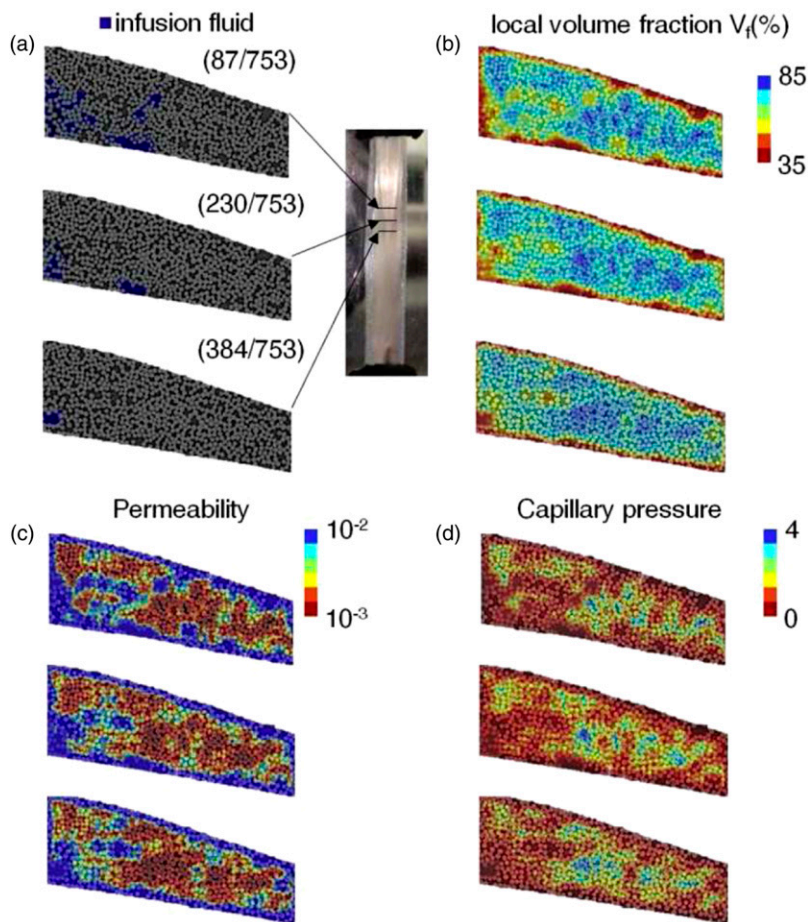 infusion fluid
(a)
(87/753)
(230/753)
(384/753)
local volume fraction V_f(%)
(b)
85
35
Permeability
(c)
10^-2
10^-3
Capillary pressure
(d)
4
0